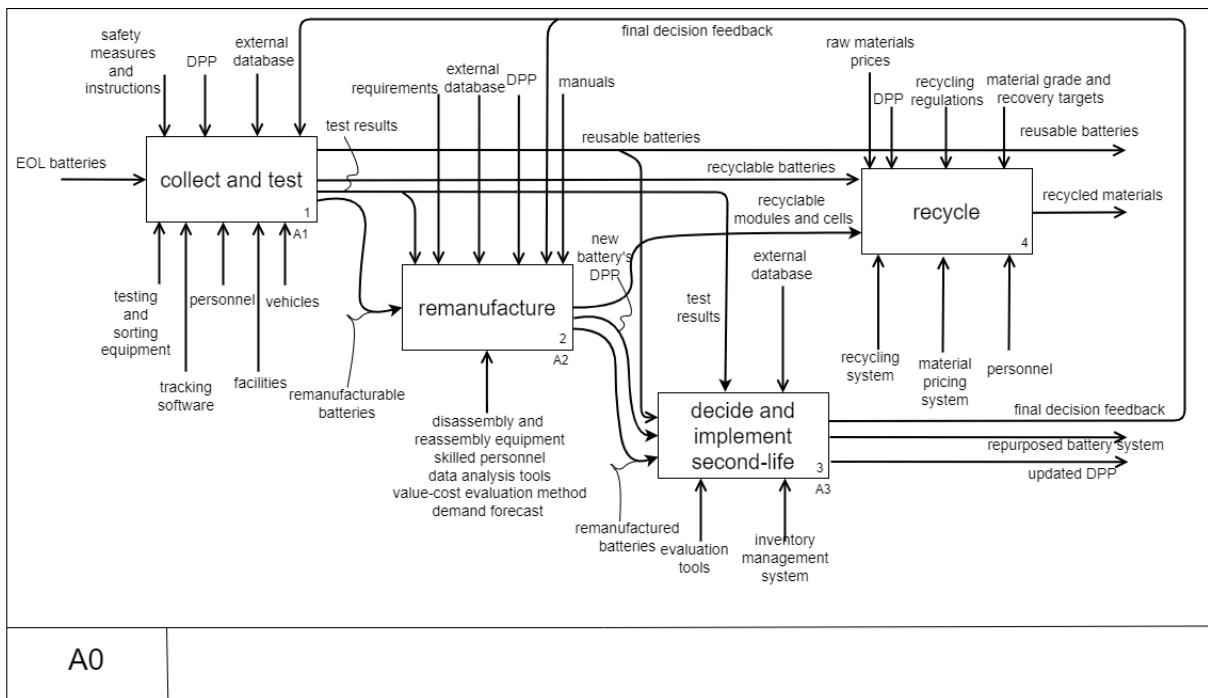 final decision feedback
safety
measures
and
instructions
DPP
external
database
requirements
external
database
DPP
manuals
raw materials
prices
DPP
recycling
regulations
material grade and
recovery targets
test results
reusable batteries
reusable batteries
EOL batteries
collect and test
1
A1
recyclable batteries
recyclable
modules and cells
recycle
4
recycled materials
testing
and
sorting
equipment
tracking
software
personnel
facilities
vehicles
remanufacturable
batteries
remanufacture
2
A2
new
battery's
DPR
test
results
external
database
recycling
system
material
pricing
system
personnel
disassembly and
reassembly equipment
skilled personnel
data analysis tools
value-cost evaluation method
demand forecast
decide and
implement
second-life
3
A3
final decision feedback
repurposed battery system
updated DPP
remanufactured
batteries
evaluation
tools
inventory
management
system
A0